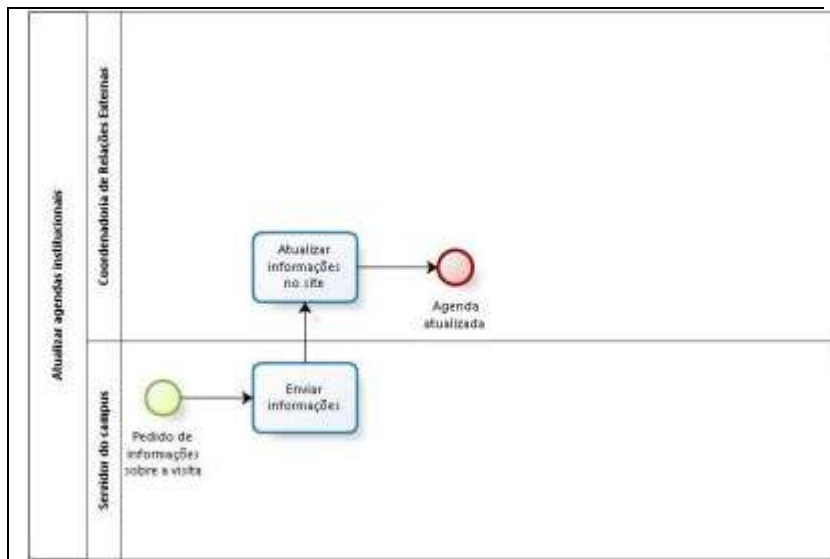 Atualizar agendas institucionais
Coordenadoria de Relações Externas
Atualizar
informações
no site
Agenda
atualizada
Servidor do campus
Enviar
informações
Pedido de
informações
sobre a visita